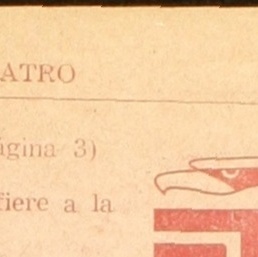 ATRO
ágina 3)
fiere a la